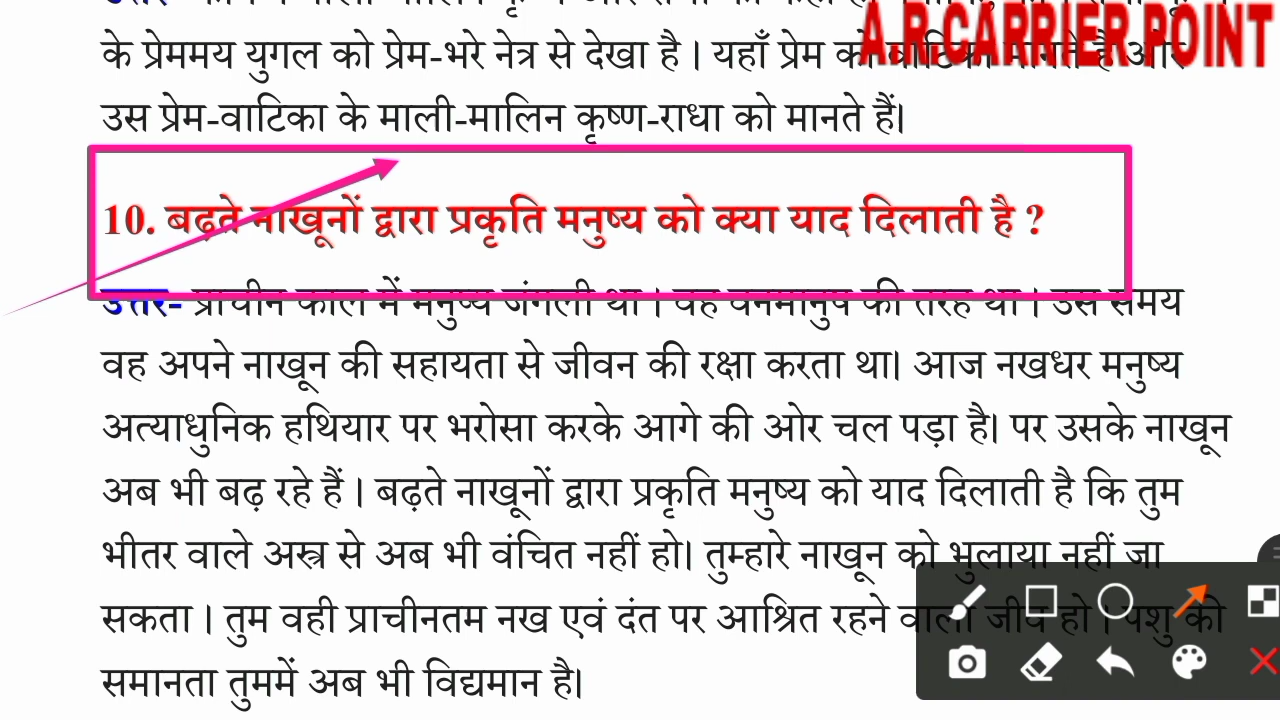 A.R CARRIER POINT
के प्रेममय युगल को प्रेम-भरे नेत्र से देखा है। यहाँ प्रेम को वाटिका मानते हैं और
उस प्रेम-वाटिका के माली-मालिन कृष्ण-राधा को मानते हैं।
10. बढ़ते नाखूनों द्वारा प्रकृति मनुष्य को क्या याद दिलाती है ?
उत्तर- प्राचीन काल में मनुष्य जंगली था। वह वनमानुष की तरह था। उस समय
वह अपने नाखून की सहायता से जीवन की रक्षा करता था। आज नखधर मनुष्य
अत्याधुनिक हथियार पर भरोसा करके आगे की ओर चल पड़ा है। पर उसके नाखून
अब भी बढ़ रहे हैं। बढ़ते नाखूनों द्वारा प्रकृति मनुष्य को याद दिलाती है कि तुम
भीतर वाले अस्त्र से अब भी वंचित नहीं हो। तुम्हारे नाखून को भुलाया नहीं जा
सकता। तुम वही प्राचीनतम नख एवं दंत पर आश्रित रहने वाला जीव हो। पशु की
समानता तुममें अब भी विद्यमान है।